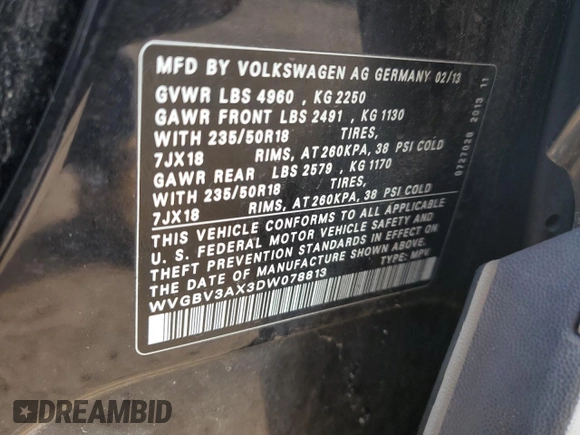 MFD BY VOLKSWAGEN AG GERMANY 02/13
GVWR LBS 4960 , KG 2250
GAWR FRONT LBS 2491 , KG 1130
WITH 235/50R18 TIRES,
7JX18 RIMS, AT 260KPA, 38 PSI COLD
GAWR REAR LBS 2579 , KG 1170
WITH 235/50R18 TIRES,
7JX18 RIMS, AT 260KPA, 38 PSI COLD
THIS VEHICLE CONFORMS TO ALL APPLICABLE
U. S. FEDERAL MOTOR VEHICLE SAFETY AND
THEFT PREVENTION STANDARDS IN EFFECT ON
THE DATE OF MANUFACTURE SHOWN ABOVE.
WVGBV3AX3DW078813 TYPE: MPV
0727028 2013 11
DREAMBID